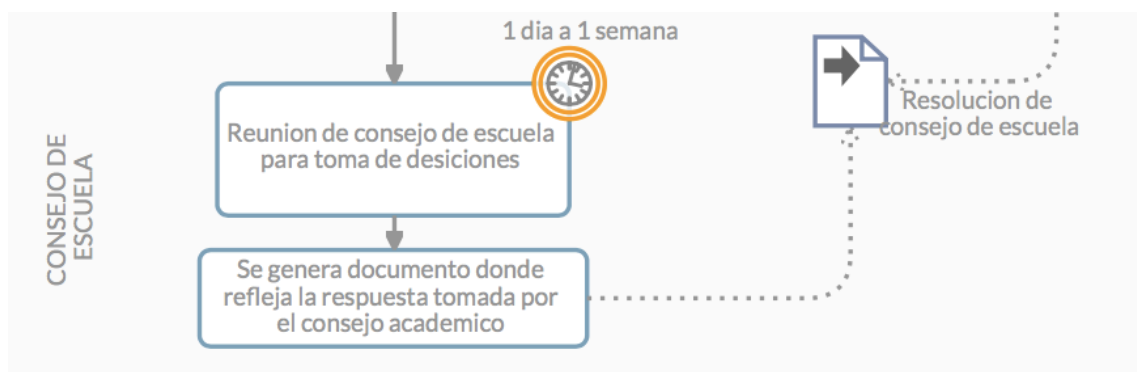 1 dia a 1 semana
Reunion de consejo de escuela
para toma de desiciones
Resolucion de
consejo de escuela
CONSEJO DE
ESCUELA
Se genera documento donde
refleja la respuesta tomada por
el consejo academico